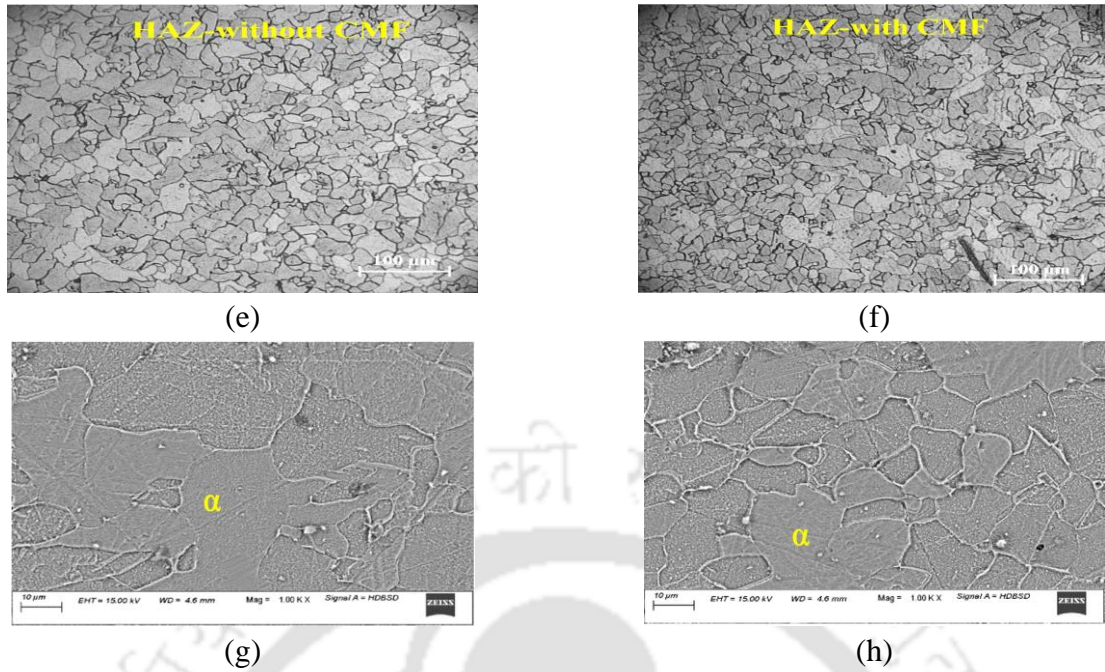 HAZ-without CMF HAZ-with CMF
100 µm 100 µm
(e) (f)
α α
10 µm EHT = 15.00 kV WD = 4.6 mm Mag = 1.00 K X Signal A = HDBSD ZEISS
10 µm EHT = 15.00 kV WD = 4.6 mm Mag = 1.00 K X Signal A = HDBSD ZEISS
(g) (h)